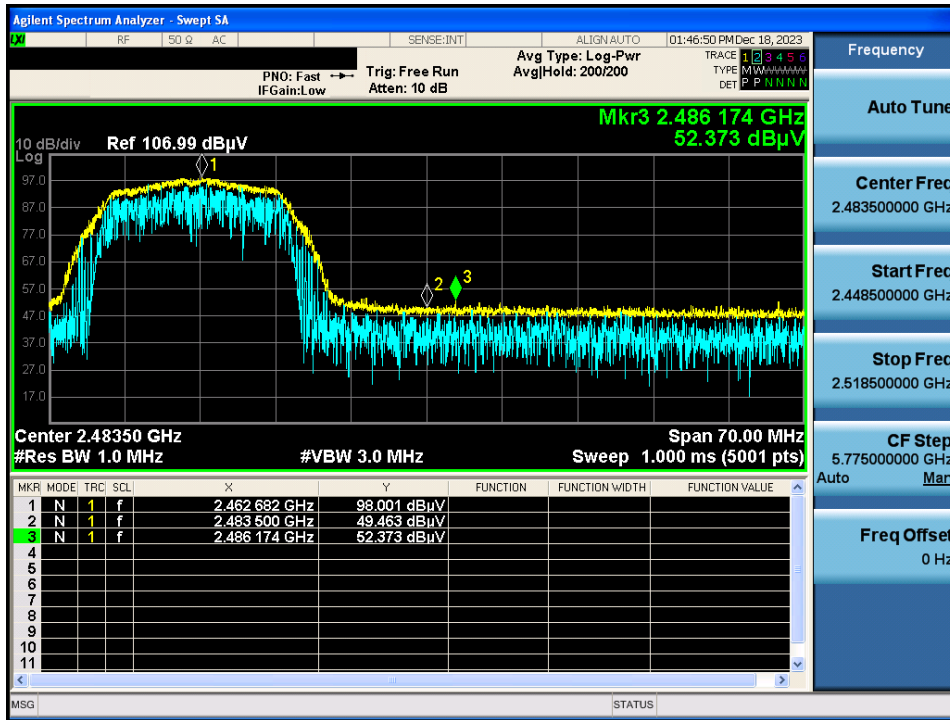 Agilent Spectrum Analyzer - Swept SA
LXI RF 50 Ω AC SENSE:INT ALIGN AUTO 01:46:50 PM Dec 18, 2023
PNO: Fast Trig: Free Run Avg Type: Log-Pwr TRACE 1 2 3 4 5 6
IFGain:Low Atten: 10 dB Avg|Hold: 200/200 TYPE M W
DET P P N N N N
Mkr3 2.486 174 GHz
52.373 dBµV
10 dB/div Ref 106.99 dBµV
Log
1
97.0
87.0
77.0
67.0
57.0
2 3
47.0
37.0
27.0
17.0
Center 2.48350 GHz Span 70.00 MHz
#Res BW 1.0 MHz #VBW 3.0 MHz Sweep 1.000 ms (5001 pts)
MKR MODE TRC SCL X Y FUNCTION FUNCTION WIDTH FUNCTION VALUE
1 N 1 f 2.462 682 GHz 98.001 dBµV
2 N 1 f 2.483 500 GHz 49.463 dBµV
3 N 1 f 2.486 174 GHz 52.373 dBµV
4
5
6
7
8
9
10
11
MSG STATUS
Frequency
Auto Tune
Center Freq
2.483500000 GHz
Start Freq
2.448500000 GHz
Stop Freq
2.518500000 GHz
CF Step
5.775000000 GHz
Auto Man
Freq Offset
0 Hz